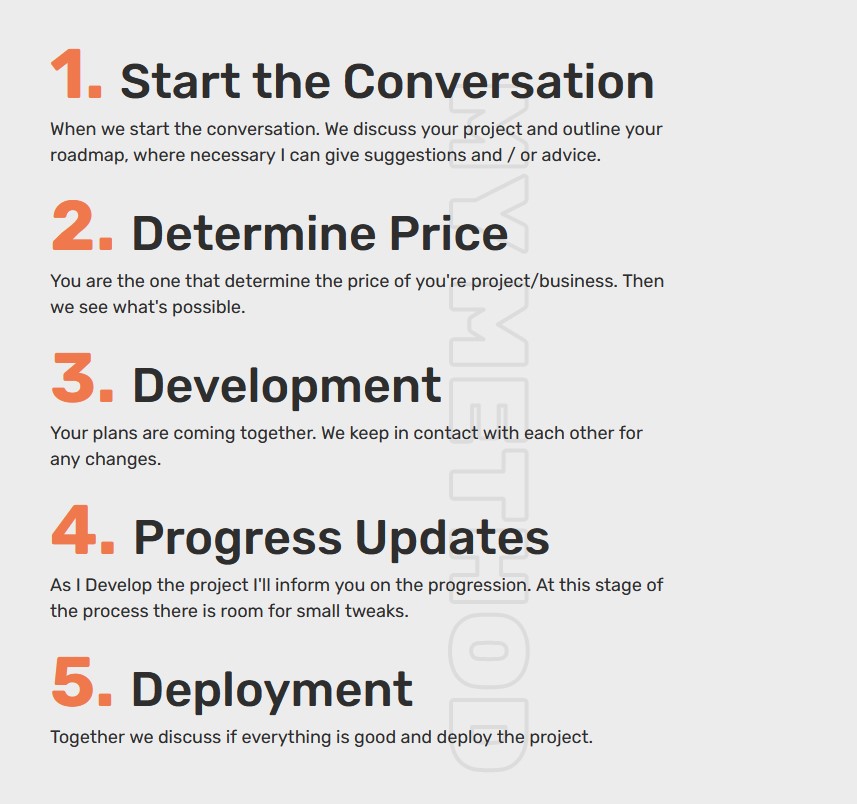 1. Start the Conversation
When we start the conversation. We discuss your project and outline your
roadmap, where necessary I can give suggestions and / or advice.
2. Determine Price
You are the one that determine the price of you're project/business. Then
we see what's possible.
3. Development
Your plans are coming together. We keep in contact with each other for
any changes.
4. Progress Updates
As I Develop the project I'll inform you on the progression. At this stage of
the process there is room for small tweaks.
5. Deployment
Together we discuss if everything is good and deploy the project.
MY METHOD